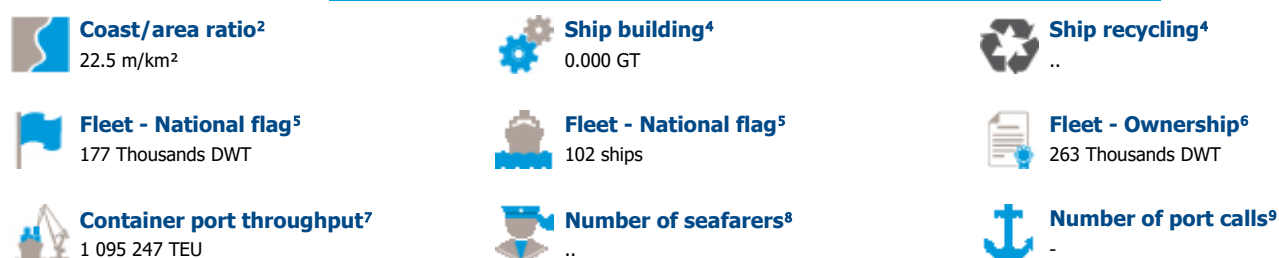 Coast/area ratio²
22.5 m/km²
Ship building⁴
0.000 GT
Ship recycling⁴
..
Fleet - National flag⁵
177 Thousands DWT
Fleet - National flag⁵
102 ships
Fleet - Ownership⁶
263 Thousands DWT
Container port throughput⁷
1 095 247 TEU
Number of seafarers⁸
..
Number of port calls⁹
-